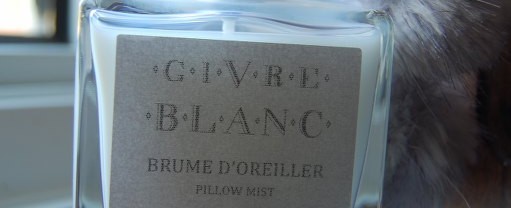 G·I·V·R·E
·B·L·A·N·C·
BRUME D'OREILLER
PILLOW MIST